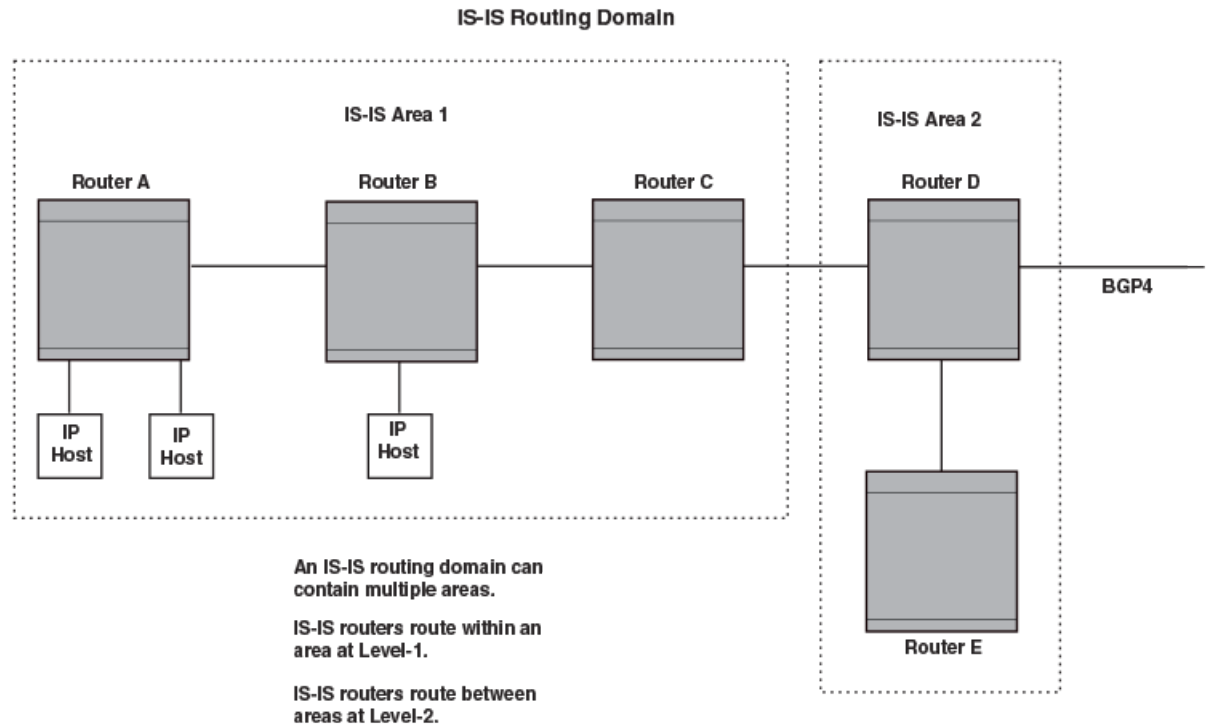 IS-IS Routing Domain
IS-IS Area 1
IS-IS Area 2
Router A
Router B
Router C
Router D
BGP4
IP
Host
IP
Host
IP
Host
Router E
An IS-IS routing domain can
contain multiple areas.
IS-IS routers route within an
area at Level-1.
IS-IS routers route between
areas at Level-2.